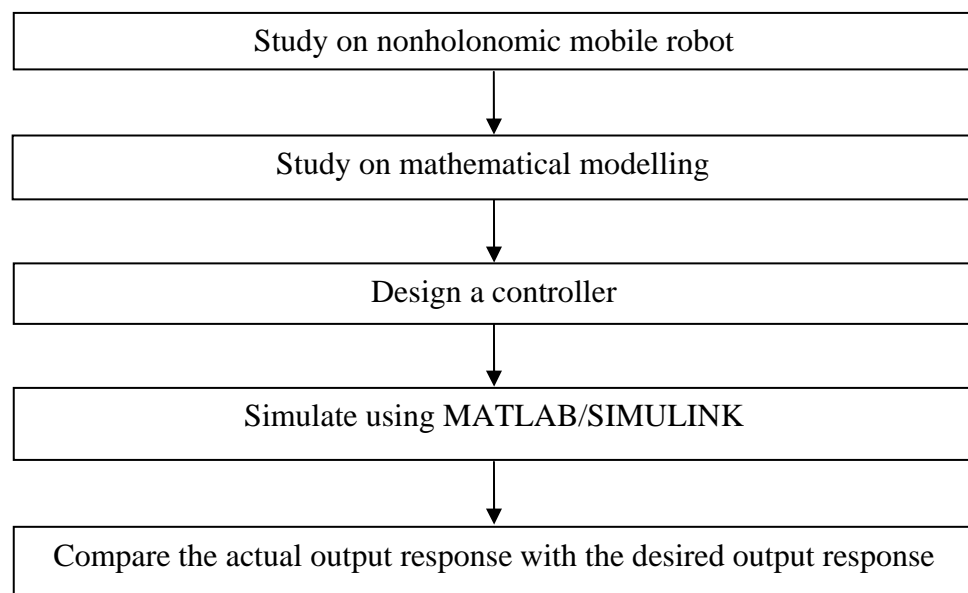 Study on nonholonomic mobile robot
Study on mathematical modelling
Design a controller
Simulate using MATLAB/SIMULINK
Compare the actual output response with the desired output response